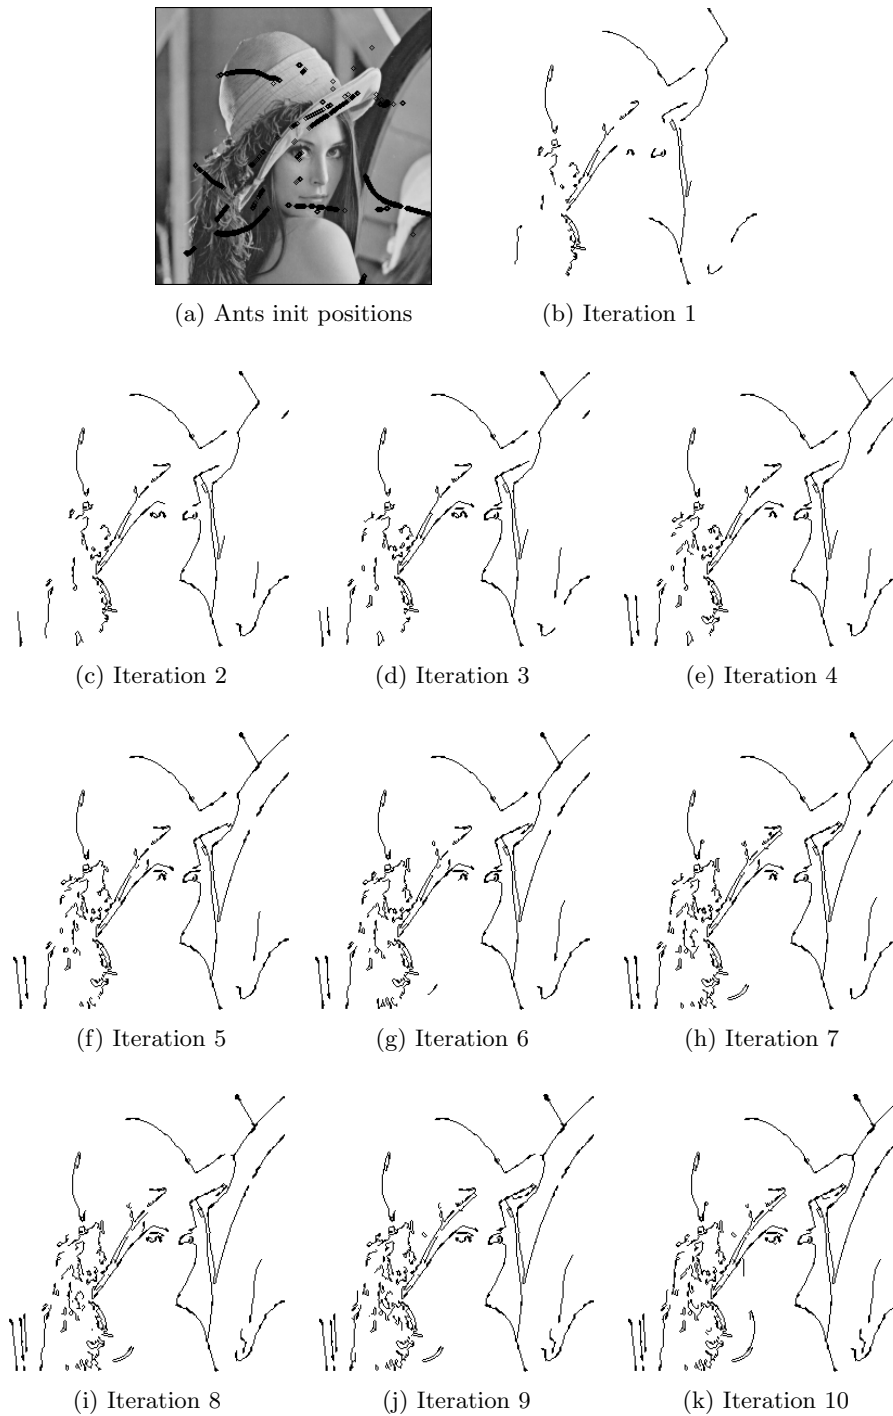 (a) Ants init positions
(b) Iteration 1
(c) Iteration 2
(d) Iteration 3
(e) Iteration 4
(f) Iteration 5
(g) Iteration 6
(h) Iteration 7
(i) Iteration 8
(j) Iteration 9
(k) Iteration 10